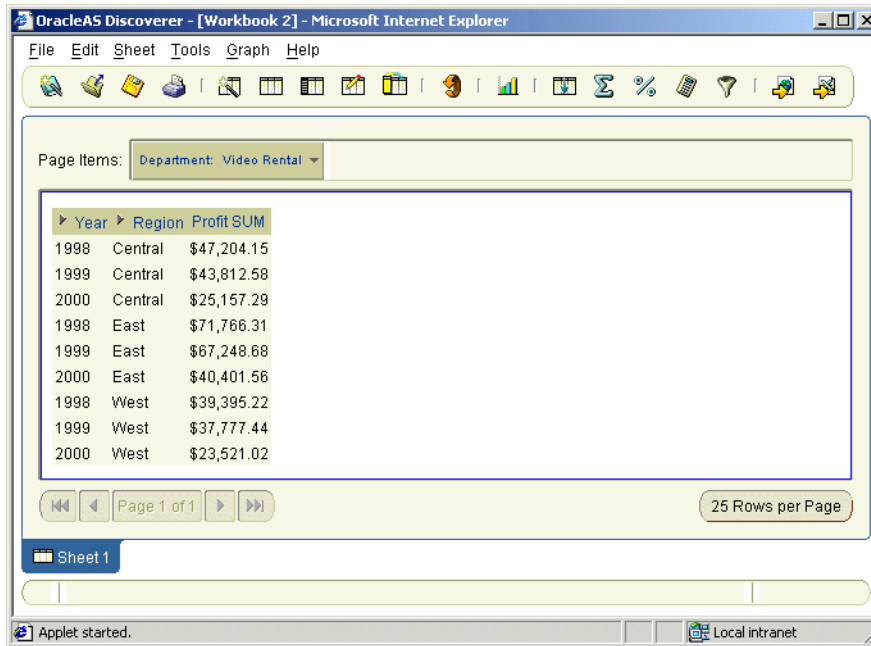 OracleAS Discoverer - [Workbook 2] - Microsoft Internet Explorer
File Edit Sheet Tools Graph Help
Page Items: Department: Video Rental
Year Region Profit SUM
1998 Central $47,204.15
1999 Central $43,812.58
2000 Central $25,157.29
1998 East $71,766.31
1999 East $67,248.68
2000 East $40,401.56
1998 West $39,395.22
1999 West $37,777.44
2000 West $23,521.02
Page 1 of 1 25 Rows per Page
Sheet 1
Applet started. Local intranet